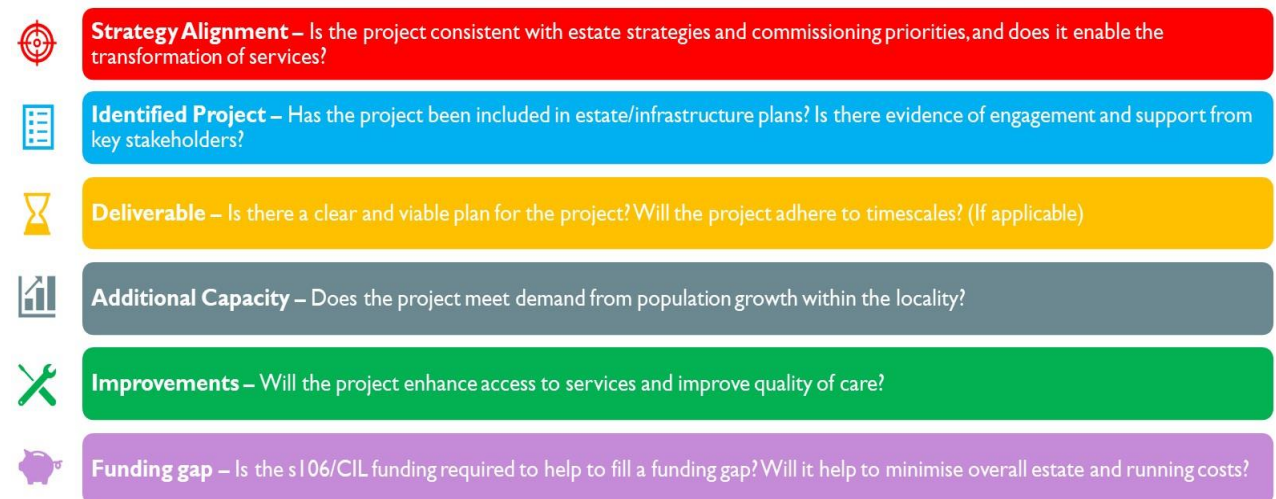 Strategy Alignment – Is the project consistent with estate strategies and commissioning priorities, and does it enable the
transformation of services?
Identified Project – Has the project been included in estate/infrastructure plans? Is there evidence of engagement and support from
key stakeholders?
Deliverable – Is there a clear and viable plan for the project? Will the project adhere to timescales? (If applicable)
Additional Capacity – Does the project meet demand from population growth within the locality?
Improvements – Will the project enhance access to services and improve quality of care?
Funding gap – Is the s106/CIL funding required to help to fill a funding gap? Will it help to minimise overall estate and running costs?